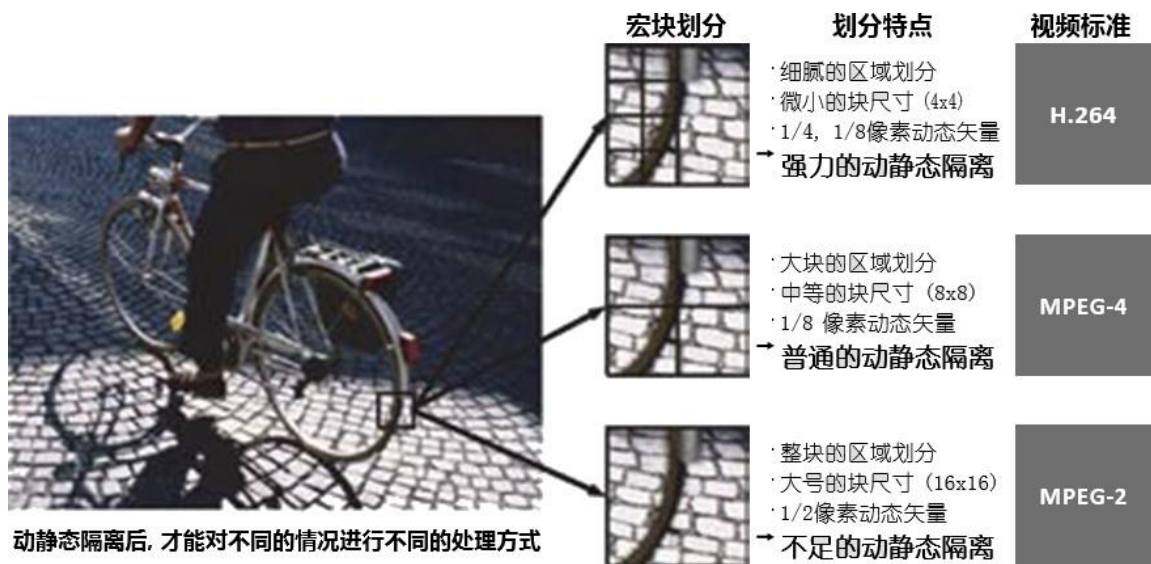 宏块划分 划分特点 视频标准
·细腻的区域划分
·微小的块尺寸 (4x4)
·1/4, 1/8像素动态矢量
→ 强力的动静态隔离
H.264
·大块的区域划分
·中等的块尺寸 (8x8)
·1/8 像素动态矢量
→ 普通的动静态隔离
MPEG-4
·整块的区域划分
·大号的块尺寸 (16x16)
·1/2像素动态矢量
→ 不足的动静态隔离
MPEG-2
动静态隔离后, 才能对不同的情况进行不同的处理方式